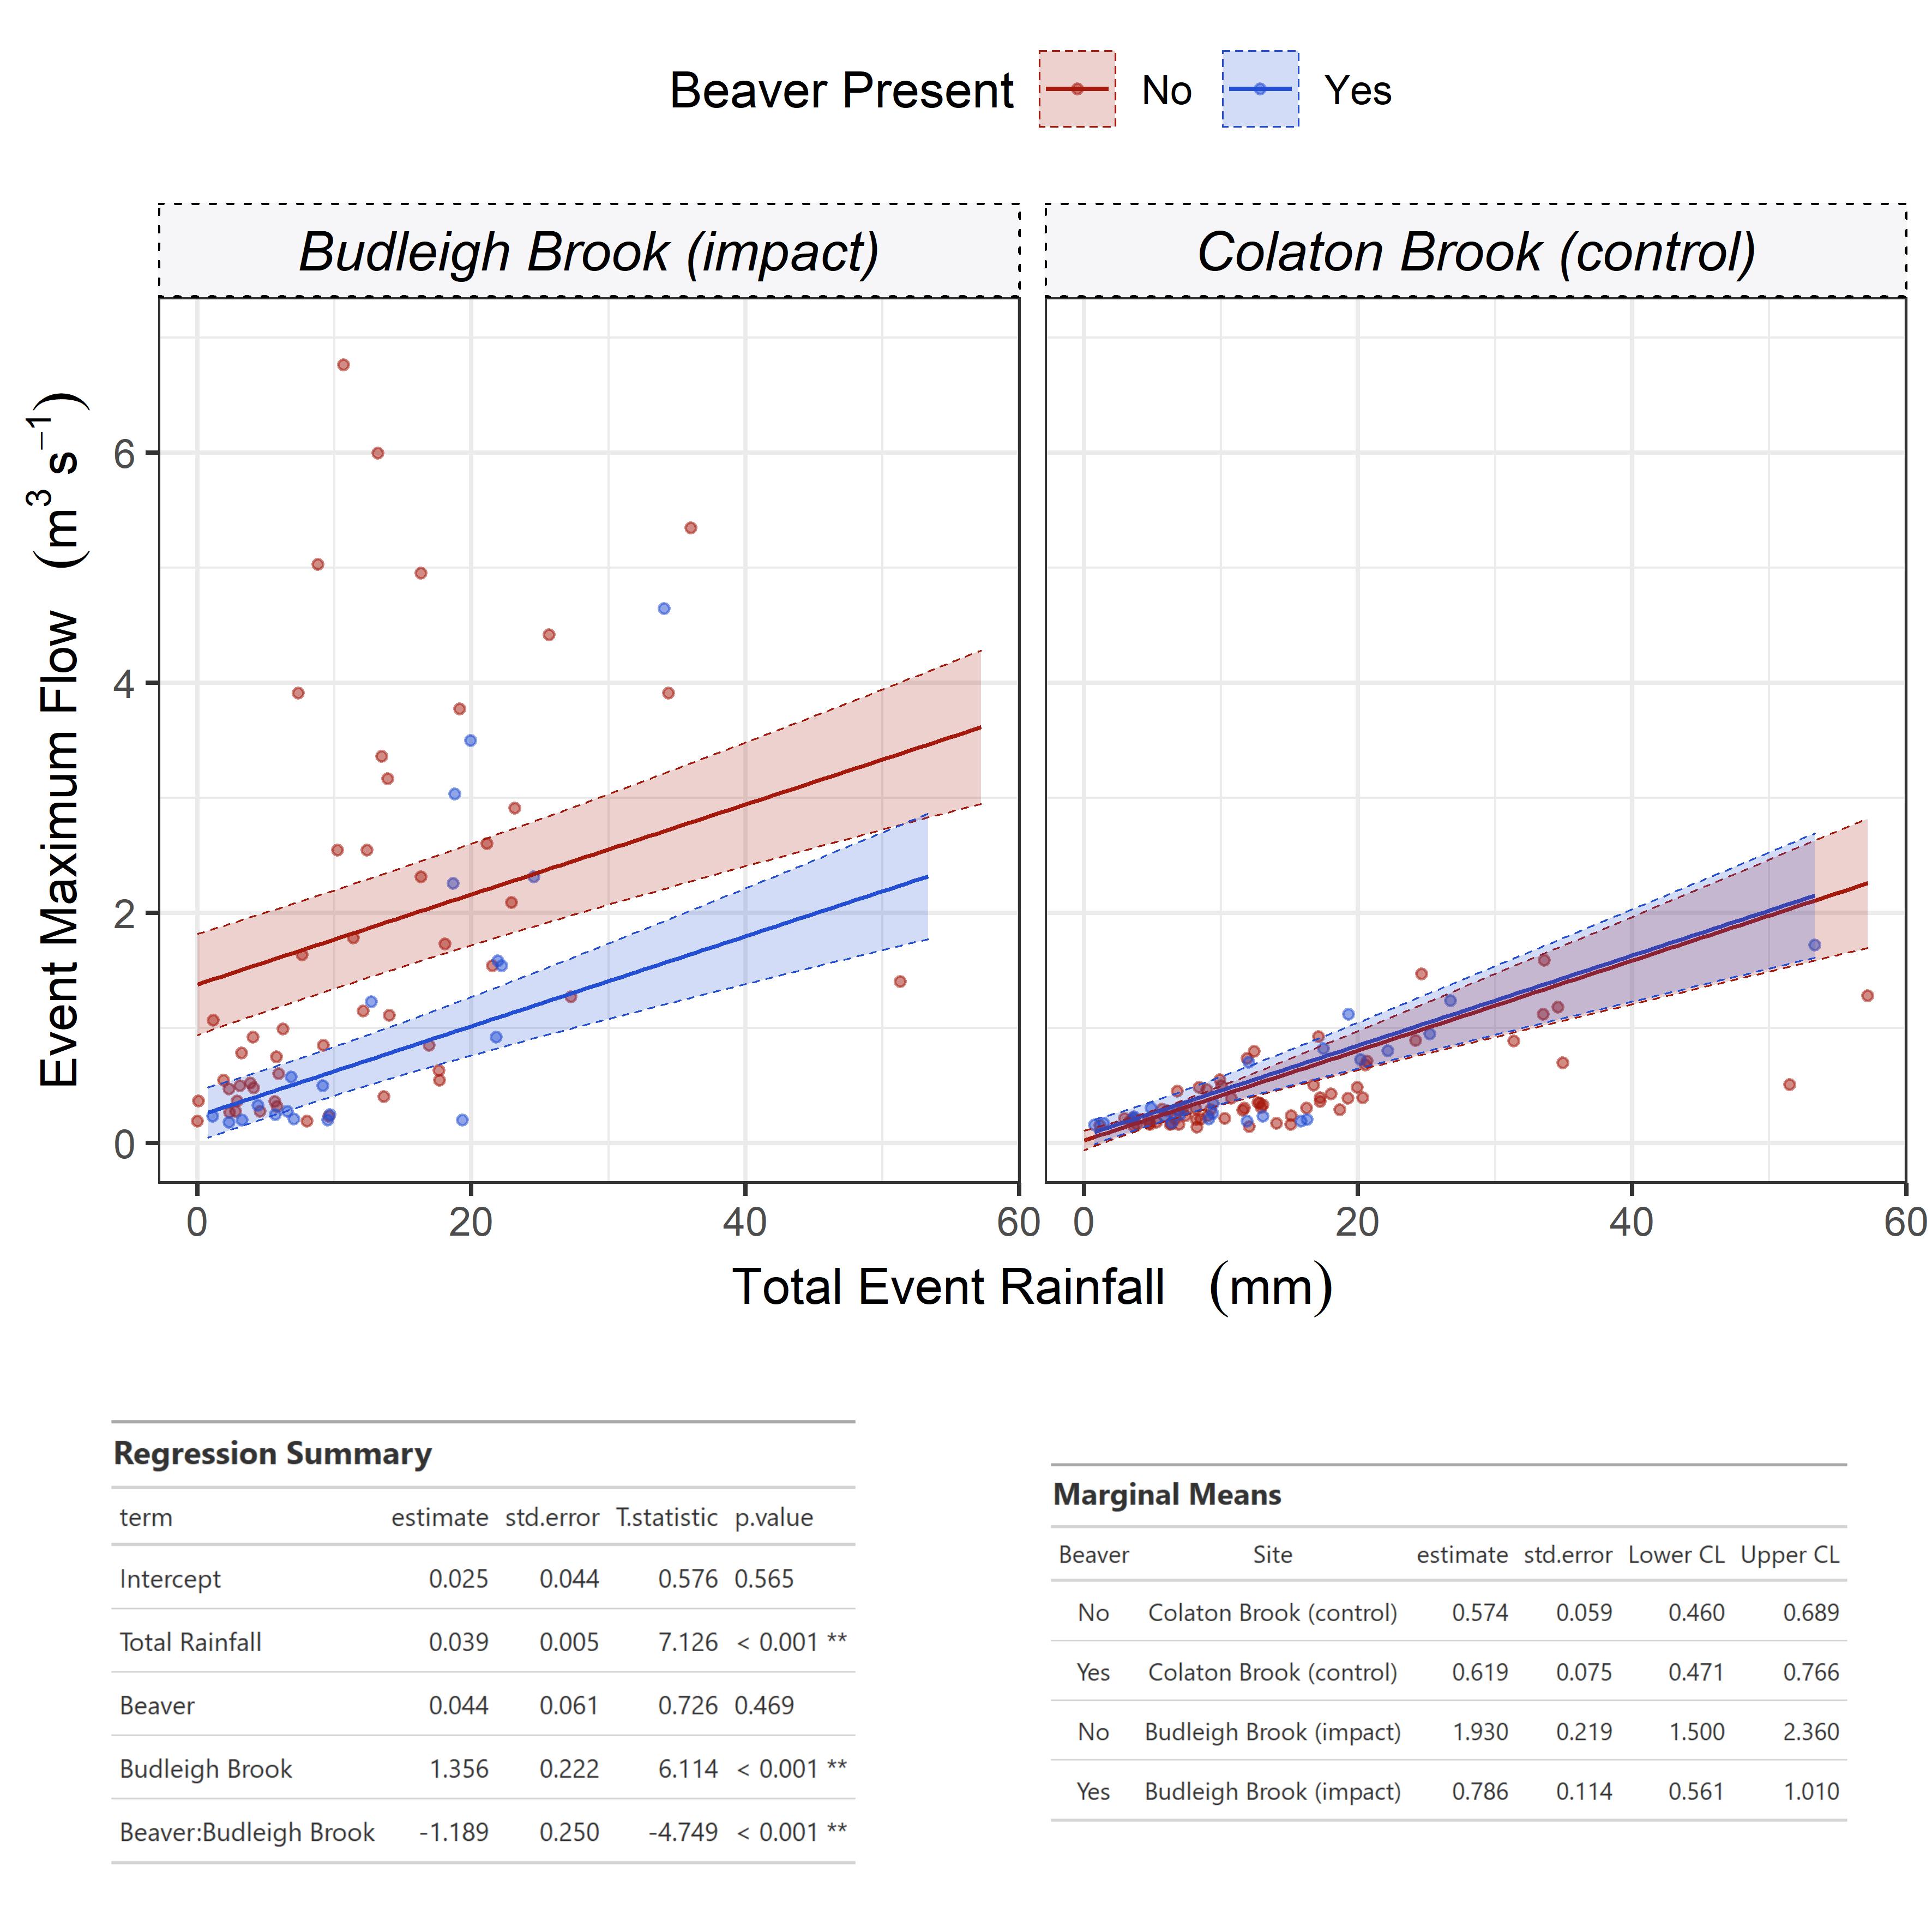 Beaver Present No Yes
Budleigh Brook (impact) Colaton Brook (control)
Event Maximum Flow (m³ s⁻¹)
6
4
2
0
0 20 40 60 0 20 40 60
Total Event Rainfall (mm)
Regression Summary
term estimate std.error T.statistic p.value
Intercept 0.025 0.044 0.576 0.565
Total Rainfall 0.039 0.005 7.126 < 0.001 **
Beaver 0.044 0.061 0.726 0.469
Budleigh Brook 1.356 0.222 6.114 < 0.001 **
Beaver:Budleigh Brook -1.189 0.250 -4.749 < 0.001 **
Marginal Means
Beaver Site estimate std.error Lower CL Upper CL
No Colaton Brook (control) 0.574 0.059 0.460 0.689
Yes Colaton Brook (control) 0.619 0.075 0.471 0.766
No Budleigh Brook (impact) 1.930 0.219 1.500 2.360
Yes Budleigh Brook (impact) 0.786 0.114 0.561 1.010